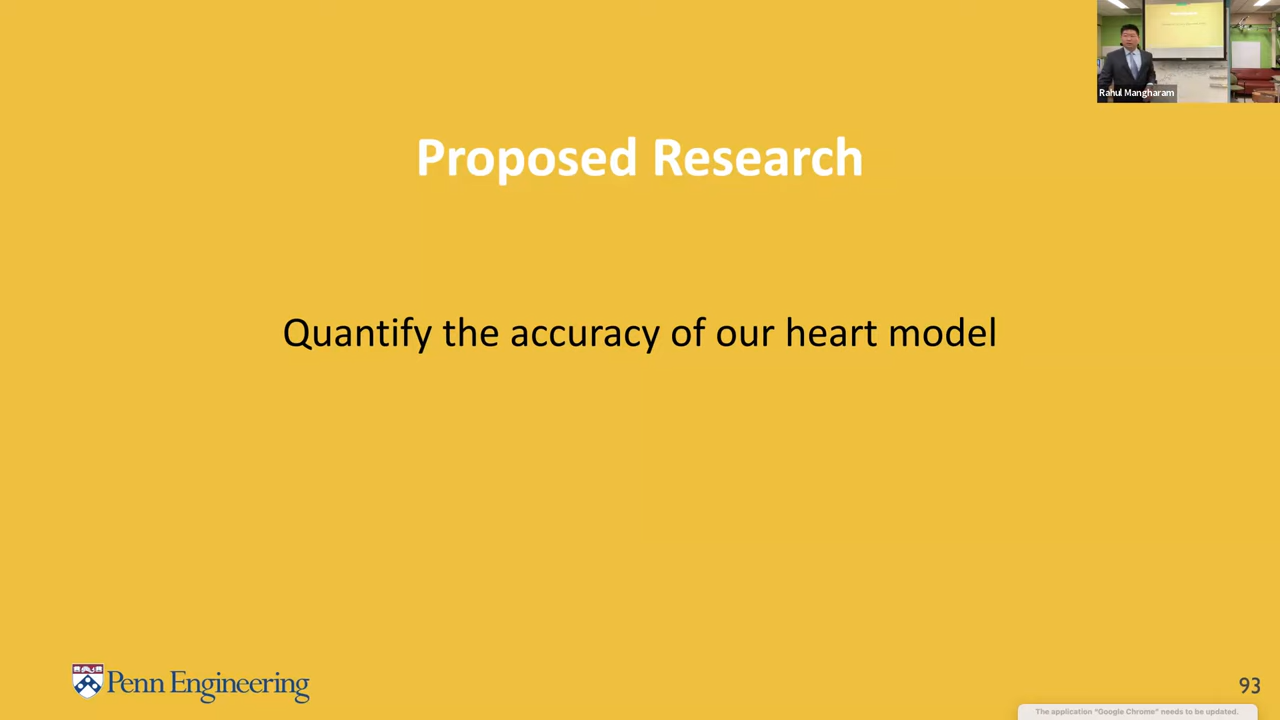 Rahul Mangharam
Proposed Research
Quantify the accuracy of our heart model
Penn Engineering
93
The application "Google Chrome" needs to be updated.